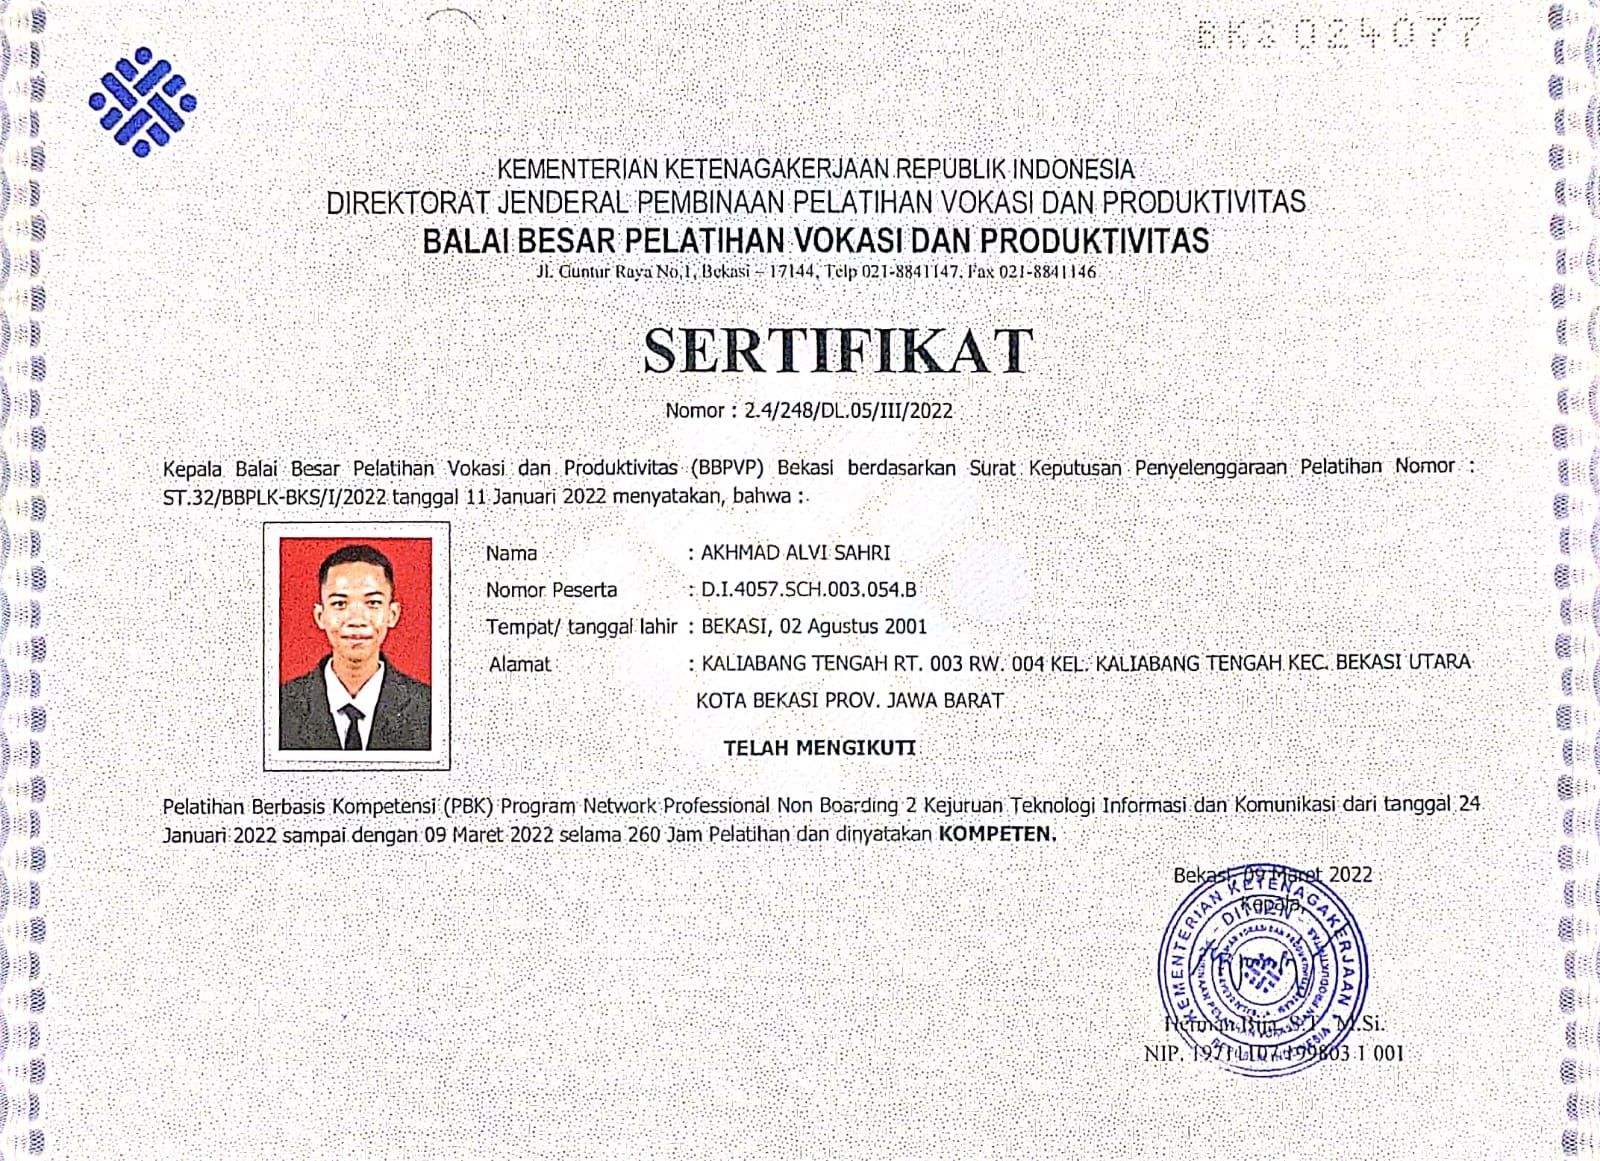 BKS 024077
KEMENTERIAN KETENAGAKERJAAN REPUBLIK INDONESIA
DIREKTORAT JENDERAL PEMBINAAN PELATIHAN VOKASI DAN PRODUKTIVITAS
BALAI BESAR PELATIHAN VOKASI DAN PRODUKTIVITAS
Jl. Guntur Raya No.1, Bekasi – 17144, Telp 021-8841147. Fax 021-8841146
SERTIFIKAT
Nomor : 2.4/248/DL.05/III/2022
Kepala Balai Besar Pelatihan Vokasi dan Produktivitas (BBPVP) Bekasi berdasarkan Surat Keputusan Penyelenggaraan Pelatihan Nomor :
ST.32/BBPLK-BKS/I/2022 tanggal 11 Januari 2022 menyatakan, bahwa :
Nama : AKHMAD ALVI SAHRI
Nomor Peserta : D.I.4057.SCH.003.054.B
Tempat/ tanggal lahir : BEKASI, 02 Agustus 2001
Alamat : KALIABANG TENGAH RT. 003 RW. 004 KEL. KALIABANG TENGAH KEC. BEKASI UTARA
KOTA BEKASI PROV. JAWA BARAT
TELAH MENGIKUTI
Pelatihan Berbasis Kompetensi (PBK) Program Network Professional Non Boarding 2 Kejuruan Teknologi Informasi dan Komunikasi dari tanggal 24
Januari 2022 sampai dengan 09 Maret 2022 selama 260 Jam Pelatihan dan dinyatakan KOMPETEN.
Bekasi, 09 Maret 2022
Kepala,
KEMENTERIAN KETENAGAKERJAAN
DITJEN
Herman Bija, S.T., M.Si.
NIP. 19711107 199803 1 001